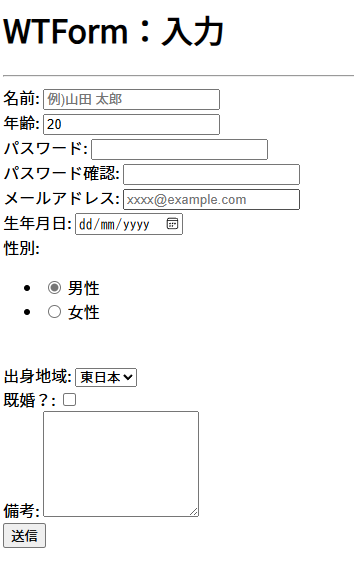 WTForm：入力
名前: 例)山田 太郎
年齢: 20
パスワード:
パスワード確認:
メールアドレス: xxxx@example.com
生年月日: dd/mm/yyyy
性別:
男性
女性
出身地域: 東日本
既婚？:
備考:
送信